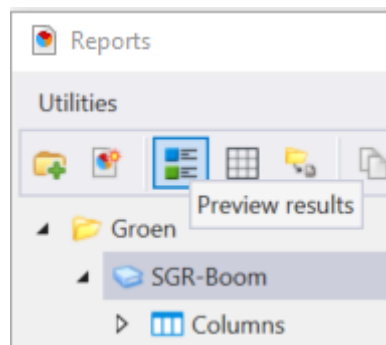 Reports
Utilities
Preview results
Groen
SGR-Boom
Columns